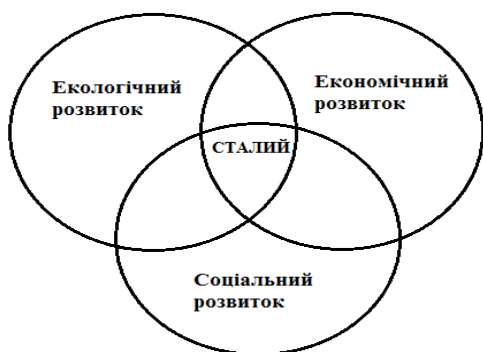 Екологічний
розвиток
Економічний
розвиток
СТАЛИЙ
Соціальний
розвиток